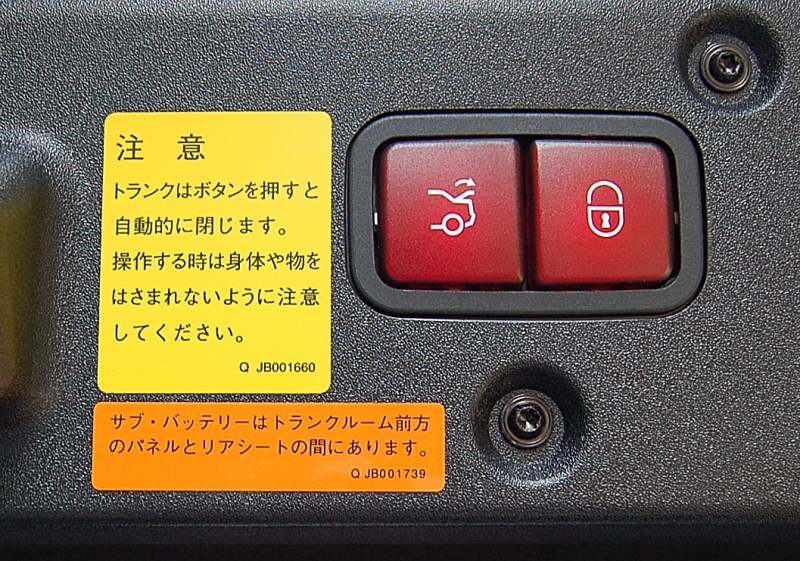 注 意
トランクはボタンを押すと
自動的に閉じます。
操作する時は身体や物を
はさまれないように注意
してください。
Q JB001660
サブ・バッテリーはトランクルーム前方
のパネルとリアシートの間にあります。
Q JB001739